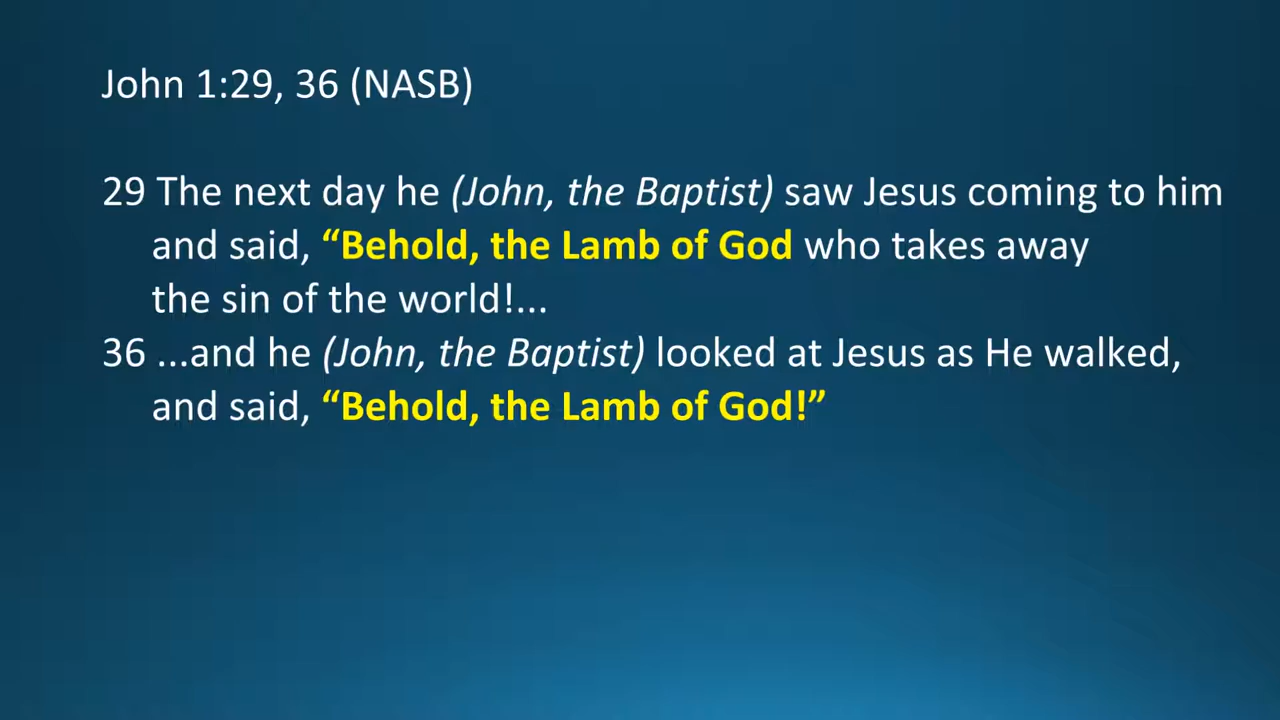 John 1:29, 36 (NASB)
29 The next day he (John, the Baptist) saw Jesus coming to him
and said, “Behold, the Lamb of God who takes away
the sin of the world!...
36 ...and he (John, the Baptist) looked at Jesus as He walked,
and said, “Behold, the Lamb of God!”